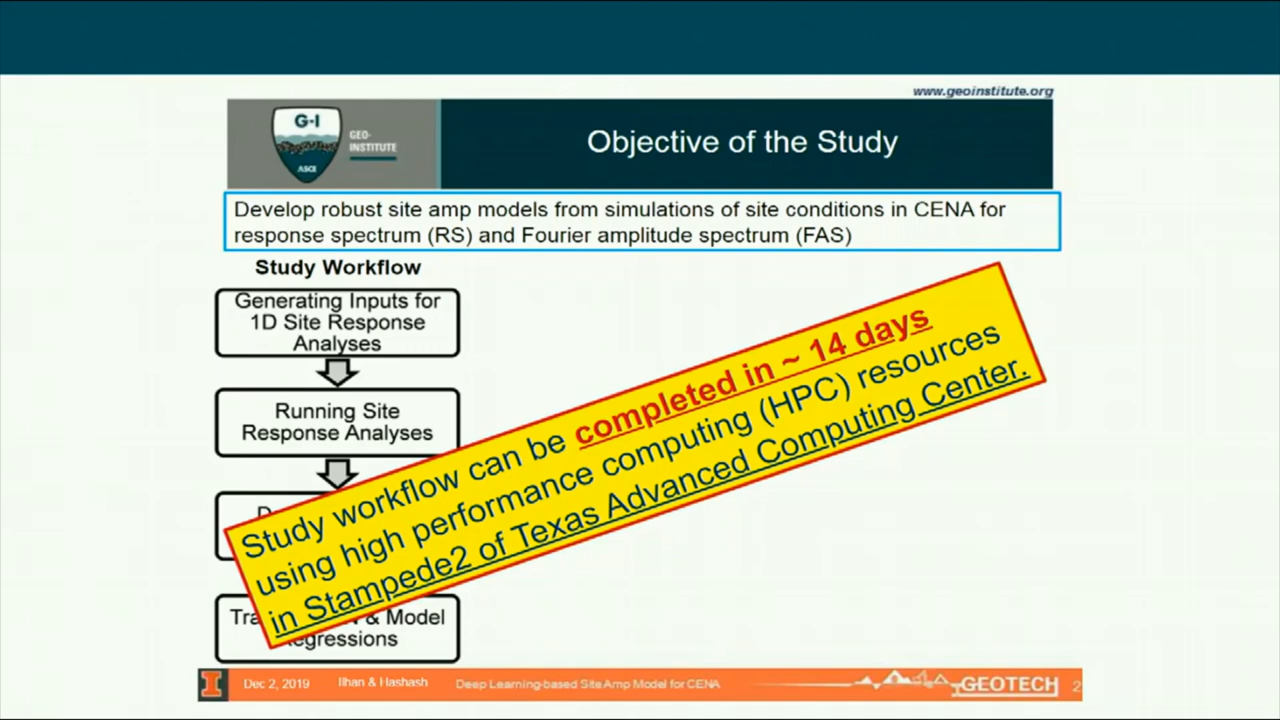 www.geoinstitute.org
G-I
GEO-
INSTITUTE
ASCE
Objective of the Study
Develop robust site amp models from simulations of site conditions in CENA for
response spectrum (RS) and Fourier amplitude spectrum (FAS)
Study Workflow
Generating Inputs for
1D Site Response
Analyses
Running Site
Response Analyses
Study workflow can be completed in ~ 14 days
using high performance computing (HPC) resources
in Stampede2 of Texas Advanced Computing Center.
& Model
Dec 2, 2019
Ilhan & Hashash
Deep Learning-based Site Amp Model for CENA
GEOTECH
2